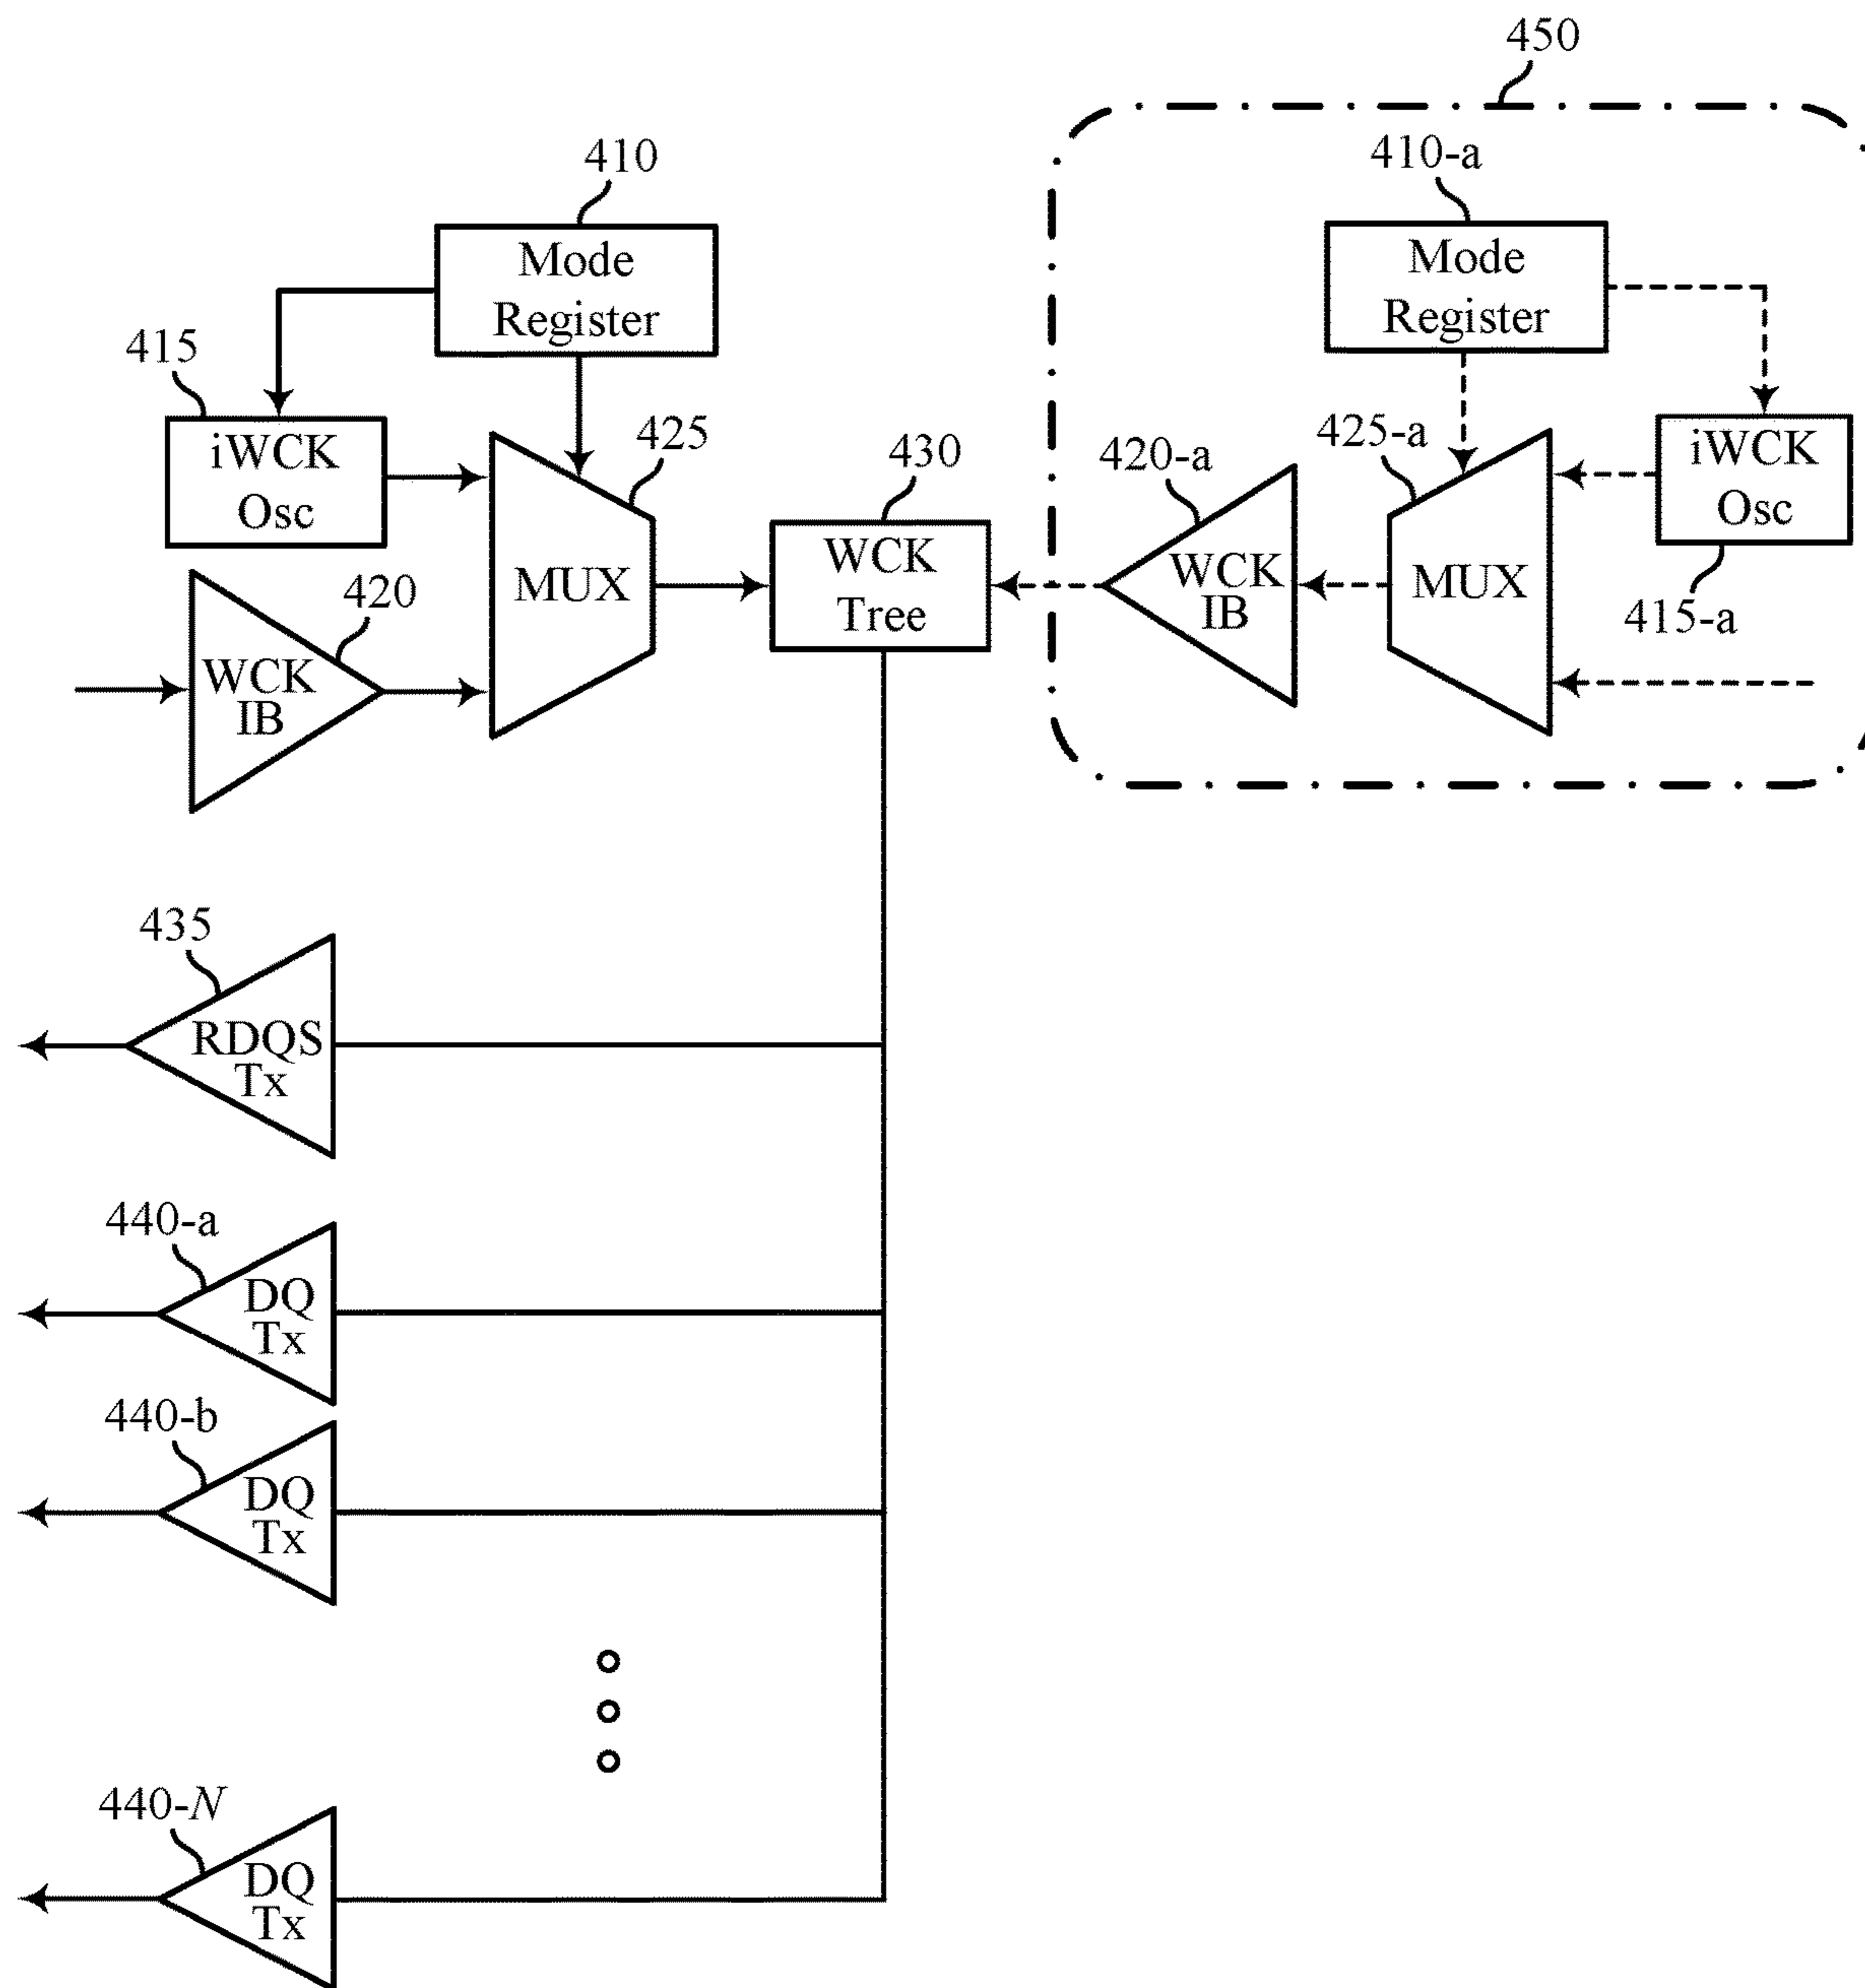 450
410
410-a
Mode
Register
Mode
Register
415
iWCK
Osc
425
430
420-a
425-a
iWCK
Osc
420
MUX
WCK
Tree
WCK
IB
MUX
415-a
WCK
IB
435
RDQS
Tx
440-a
DQ
Tx
440-b
DQ
Tx
440-N
DQ
Tx